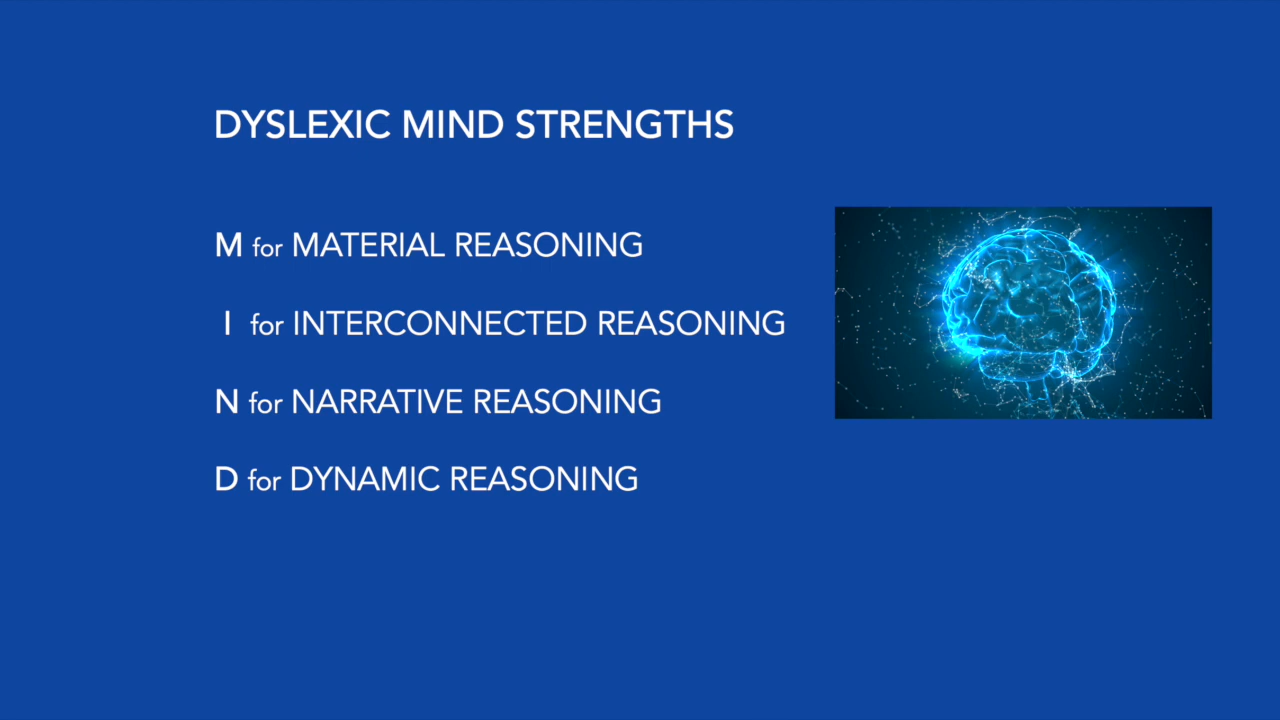 DYSLEXIC MIND STRENGTHS
M for MATERIAL REASONING
I for INTERCONNECTED REASONING
N for NARRATIVE REASONING
D for DYNAMIC REASONING